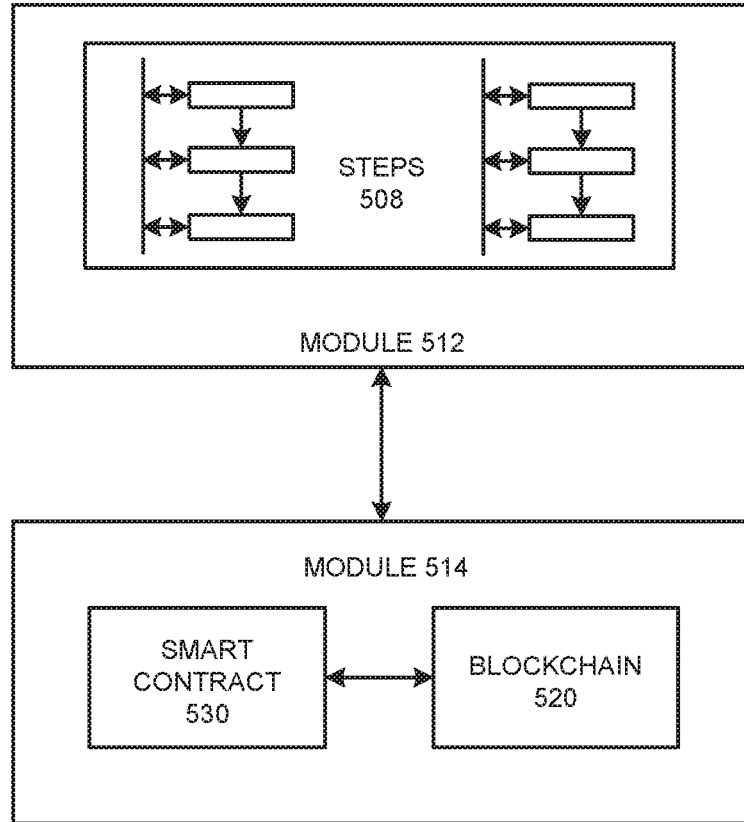 STEPS
508
MODULE 512
MODULE 514
SMART
CONTRACT
530
BLOCKCHAIN
520